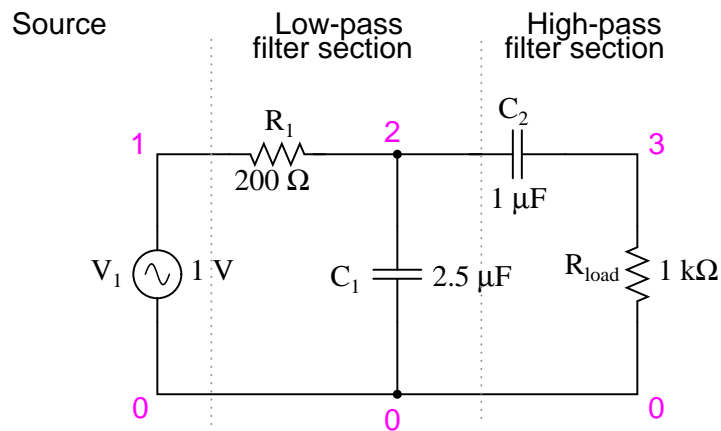 Source
Low-pass
filter section
High-pass
filter section
1
R1
200 Ω
2
C2
1 μF
3
V1
1 V
C1
2.5 μF
Rload
1 kΩ
0
0
0